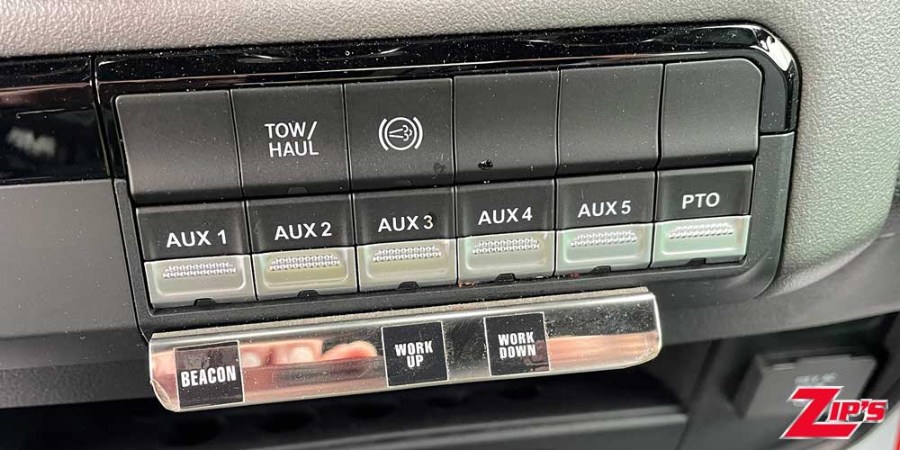 TOW/
HAUL
AUX 1 AUX 2 AUX 3 AUX 4 AUX 5 PTO
BEACON
WORK
UP
WORK
DOWN
ZIP'S